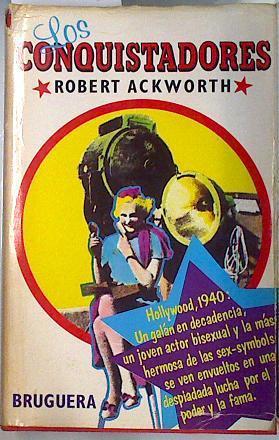 Los
CONQUISTADORES
★ROBERT ACKWORTH★
Hollywood, 1940:
Un galán en decadencia,
un joven actor bisexual y la más
hermosa de las sex-symbols
se ven envueltos en una
despiadada lucha por el
poder y la fama.
BRUGUERA